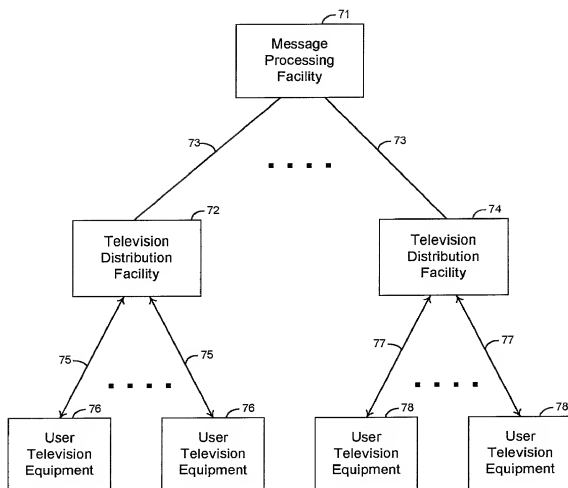 71
Message
Processing
Facility
73
73
72
Television
Distribution
Facility
74
Television
Distribution
Facility
75
75
77
77
76
User
Television
Equipment
76
User
Television
Equipment
78
User
Television
Equipment
78
User
Television
Equipment